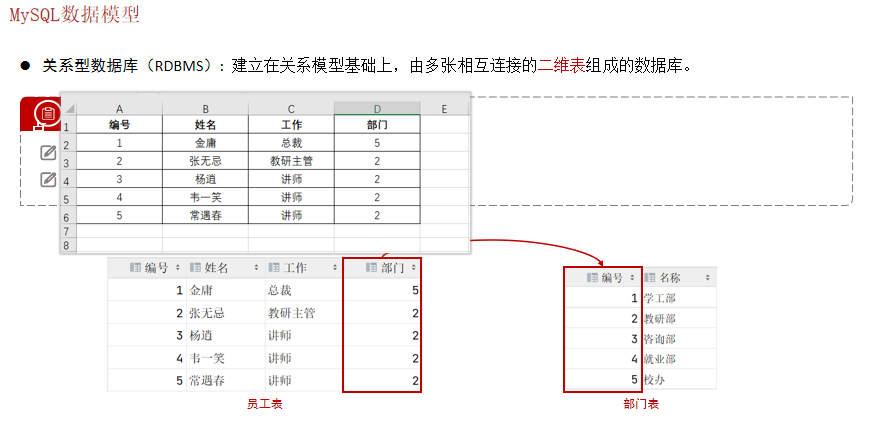 MySQL数据模型
● 关系型数据库（RDBMS）：建立在关系模型基础上，由多张相互连接的二维表组成的数据库。
A B C D E
1 编号 姓名 工作 部门
2 1 金庸 总裁 5
3 2 张无忌 教研主管 2
4 3 杨逍 讲师 2
5 4 韦一笑 讲师 2
6 5 常遇春 讲师 2
7
8
编号 姓名 工作 部门
1 金庸 总裁 5
2 张无忌 教研主管 2
3 杨逍 讲师 2
4 韦一笑 讲师 2
5 常遇春 讲师 2
员工表
编号 名称
1 学工部
2 教研部
3 咨询部
4 就业部
5 校办
部门表